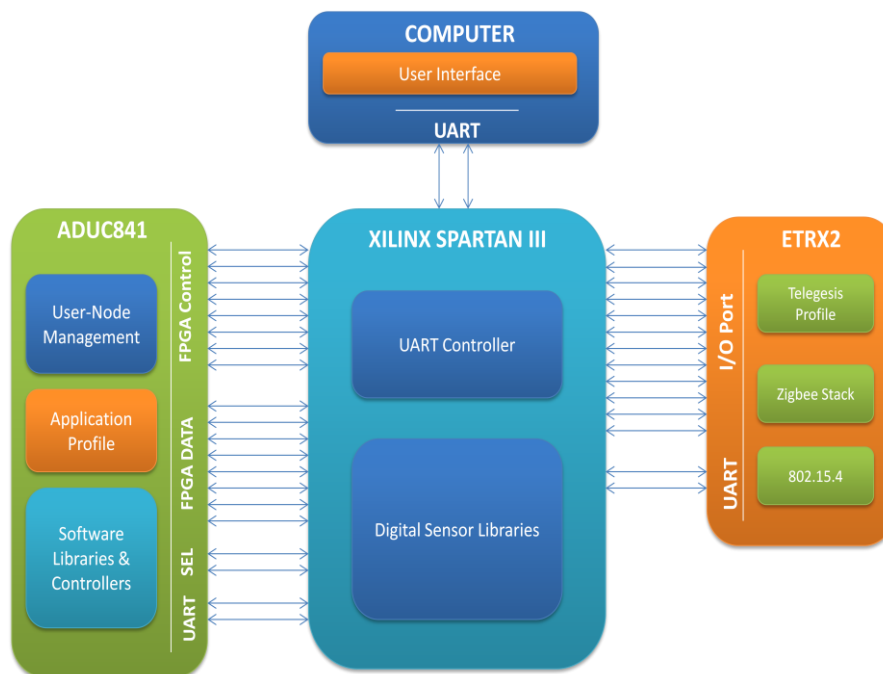 COMPUTER
User Interface
UART
ADUC841
User-Node
Management
Application
Profile
Software
Libraries &
Controllers
FPGA Control
FPGA DATA
SEL
UART
XILINX SPARTAN III
UART Controller
Digital Sensor Libraries
ETRX2
I/O Port
UART
Telegesis
Profile
Zigbee Stack
802.15.4